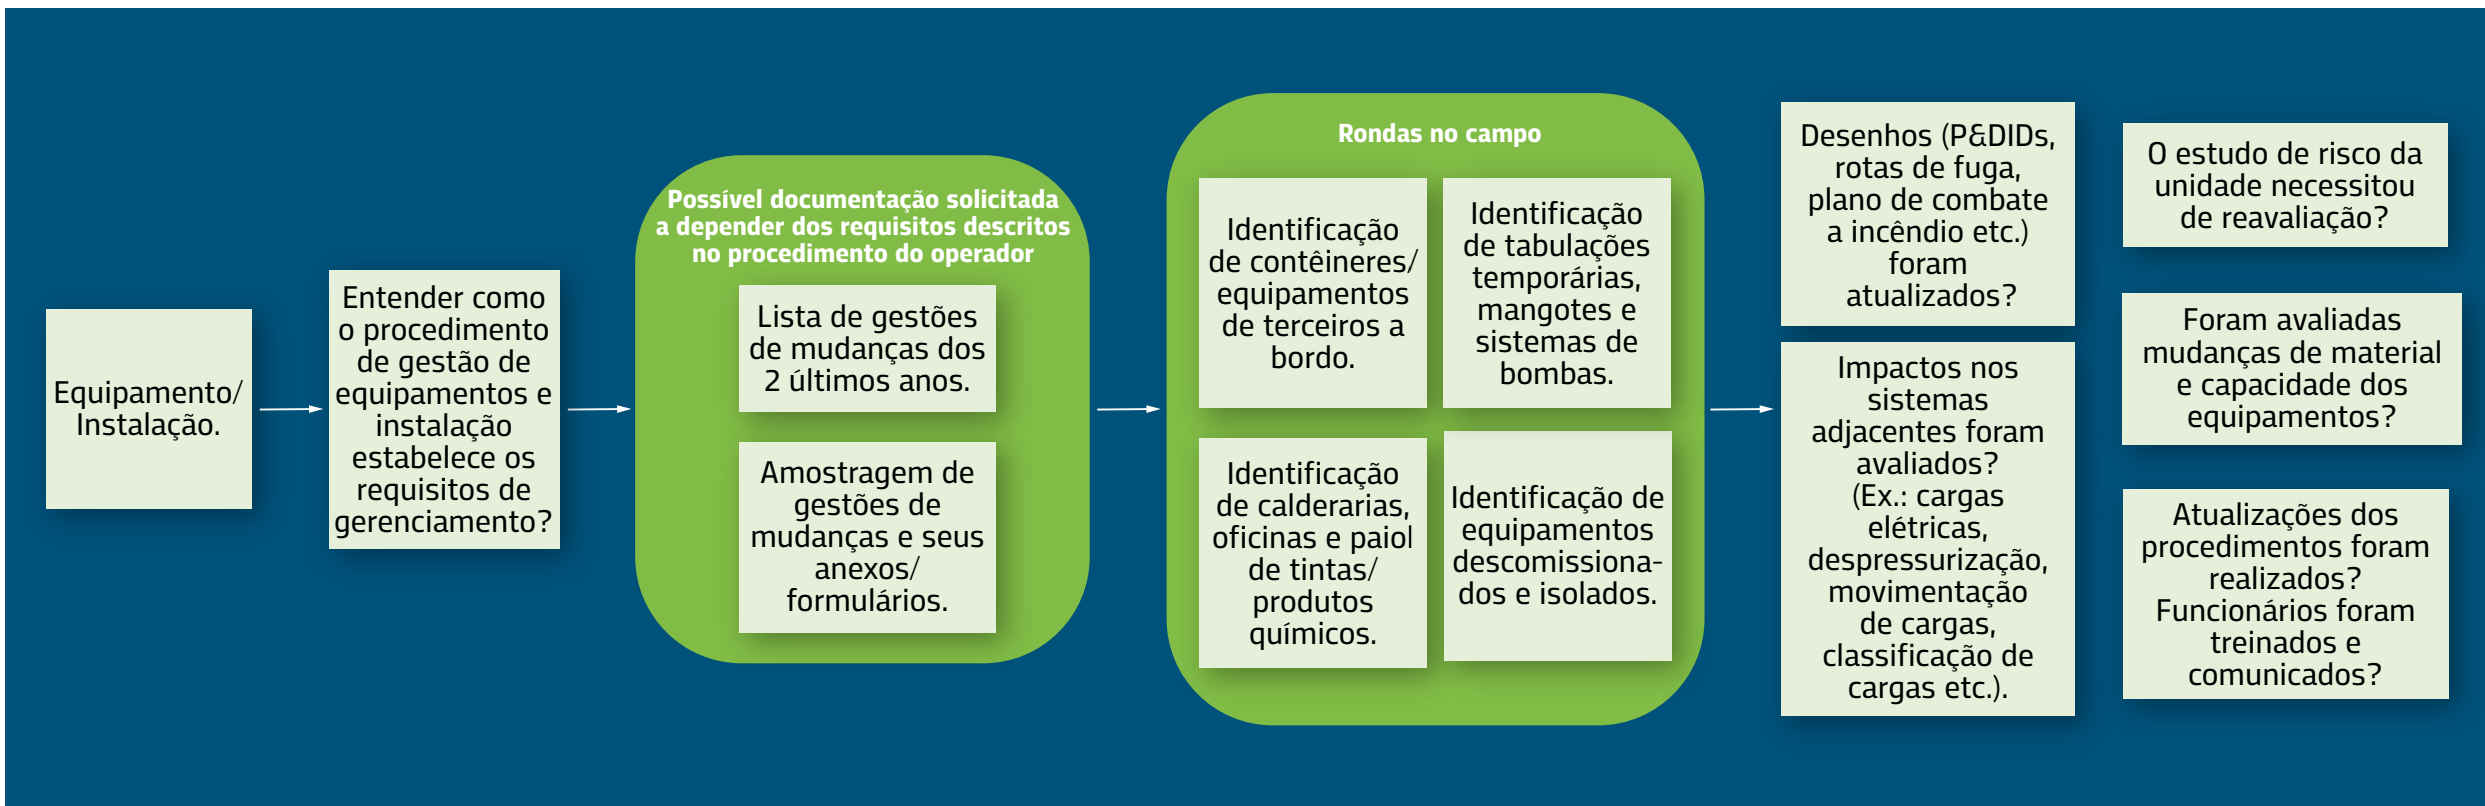 Equipamento/
Instalação.
Entender como
o procedimento
de gestão de
equipamentos e
instalação
estabelece os
requisitos de
gerenciamento?
Possível documentação solicitada
a depender dos requisitos descritos
no procedimento do operador
Lista de gestões
de mudanças dos
2 últimos anos.
Amostragem de
gestões de
mudanças e seus
anexos/
formulários.
Rondas no campo
Identificação
de contêineres/
equipamentos
de terceiros a
bordo.
Identificação
de tabulações
temporárias,
mangotes e
sistemas de
bombas.
Identificação
de calderarias,
oficinas e paiol
de tintas/
produtos
químicos.
Identificação de
equipamentos
descomissiona-
dos e isolados.
Desenhos (P&DIDs,
rotas de fuga,
plano de combate
a incêndio etc.)
foram
atualizados?
Impactos nos
sistemas
adjacentes foram
avaliados?
(Ex.: cargas
elétricas,
despressurização,
movimentação
de cargas,
classificação de
cargas etc.).
O estudo de risco da
unidade necessitou
de reavaliação?
Foram avaliadas
mudanças de material
e capacidade dos
equipamentos?
Atualizações dos
procedimentos foram
realizados?
Funcionários foram
treinados e
comunicados?